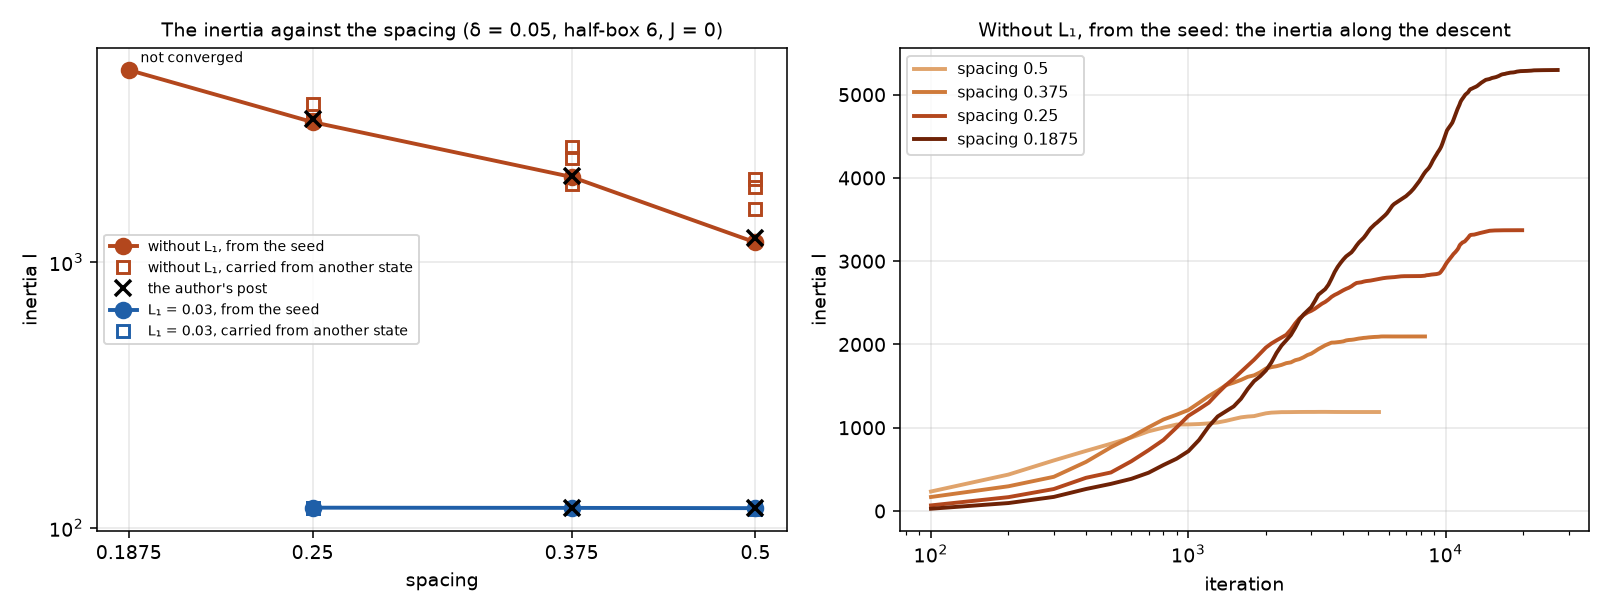 The inertia against the spacing (δ = 0.05, half-box 6, J = 0)
not converged
10³
10²
inertia I
without L₁, from the seed
without L₁, carried from another state
the author's post
L₁ = 0.03, from the seed
L₁ = 0.03, carried from another state
0.1875
0.25
0.375
0.5
spacing
Without L₁, from the seed: the inertia along the descent
spacing 0.5
spacing 0.375
spacing 0.25
spacing 0.1875
5000
4000
3000
2000
1000
0
inertia I
10²
10³
10⁴
iteration